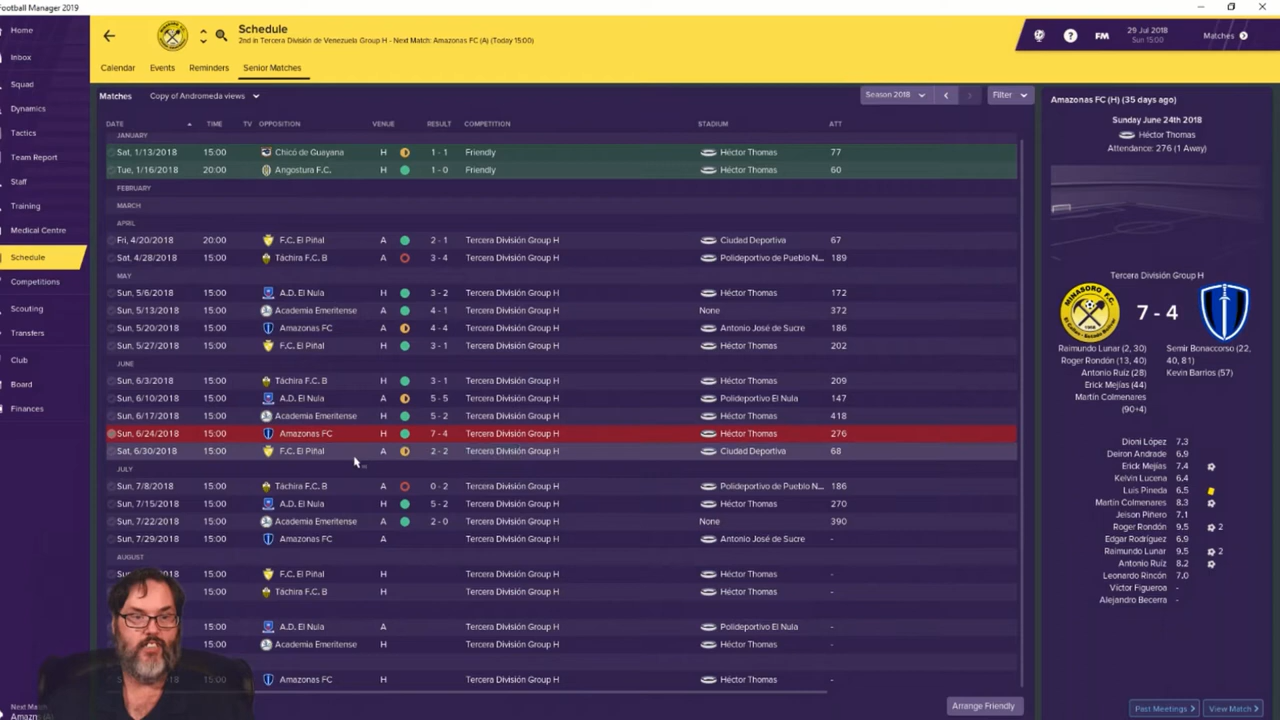 Football Manager 2019
Home
Inbox
Squad
Dynamics
Tactics
Team Report
Staff
Training
Medical Centre
Schedule
Competitions
Scouting
Transfers
Club
Board
Finances
Next Match
Schedule
2nd in Tercera División de Venezuela Group H - Next Match: Amazonas FC (A) (Today 15:00)
FM
29 Jul 2018
Sun 15:00
Matches
Calendar Events Reminders Senior Matches
Matches Copy of Andromeda views Season 2018 Filter
DATE TIME TV OPPOSITION VENUE RESULT COMPETITION STADIUM ATT
JANUARY
Sat, 1/13/2018 15:00 Chicó de Guayana H 1 - 1 Friendly Héctor Thomas 77
Tue, 1/16/2018 20:00 Angostura F.C. H 1 - 0 Friendly Héctor Thomas 60
FEBRUARY
MARCH
APRIL
Fri, 4/20/2018 20:00 F.C. El Piñal A 2 - 1 Tercera División Group H Ciudad Deportiva 67
Sat, 4/28/2018 15:00 Táchira F.C. B A 3 - 4 Tercera División Group H Polideportivo de Pueblo N... 189
MAY
Sun, 5/6/2018 15:00 A.D. El Nula H 3 - 2 Tercera División Group H Héctor Thomas 172
Sun, 5/13/2018 15:00 Academia Emeritense A 4 - 1 Tercera División Group H None 372
Sun, 5/20/2018 15:00 Amazonas FC A 4 - 4 Tercera División Group H Antonio José de Sucre 186
Sun, 5/27/2018 15:00 F.C. El Piñal H 3 - 1 Tercera División Group H Héctor Thomas 202
JUNE
Sun, 6/3/2018 15:00 Táchira F.C. B H 3 - 1 Tercera División Group H Héctor Thomas 209
Sun, 6/10/2018 15:00 A.D. El Nula A 5 - 5 Tercera División Group H Polideportivo El Nula 147
Sun, 6/17/2018 15:00 Academia Emeritense H 5 - 2 Tercera División Group H Héctor Thomas 418
Sun, 6/24/2018 15:00 Amazonas FC H 7 - 4 Tercera División Group H Héctor Thomas 276
Sat, 6/30/2018 15:00 F.C. El Piñal A 2 - 2 Tercera División Group H Ciudad Deportiva 68
JULY
Sun, 7/8/2018 15:00 Táchira F.C. B A 0 - 2 Tercera División Group H Polideportivo de Pueblo N... 186
Sun, 7/15/2018 15:00 A.D. El Nula H 5 - 2 Tercera División Group H Héctor Thomas 270
Sun, 7/22/2018 15:00 Academia Emeritense A 2 - 0 Tercera División Group H None 390
Sun, 7/29/2018 15:00 Amazonas FC A Tercera División Group H Antonio José de Sucre -
AUGUST
15:00 F.C. El Piñal H Tercera División Group H Héctor Thomas -
15:00 Táchira F.C. B H Tercera División Group H Héctor Thomas -
15:00 A.D. El Nula A Tercera División Group H Polideportivo El Nula -
15:00 Academia Emeritense H Tercera División Group H Héctor Thomas -
15:00 Amazonas FC H Tercera División Group H Héctor Thomas -
Arrange Friendly
Amazonas FC (H) (35 days ago)
Sunday June 24th 2018
Héctor Thomas
Attendance: 276 (1 Away)
Tercera División Group H
MINASORO F.C.
7 - 4
Raimundo Lunar (2, 30)
Roger Rondón (13, 40)
Antonio Ruíz (28)
Erick Mejías (44)
Martín Colmenares
(90+4)
Semir Bonaccorso (22,
40, 81)
Kevin Barrios (57)
Dioni López 7.3
Deiron Andrade 6.9
Erick Mejías 7.4
Kelvin Lucena 6.4
Luis Pineda 6.5
Martín Colmenares 8.3
Jeison Piñero 7.1
Roger Rondón 9.5 2
Edgar Rodríguez 6.9
Raimundo Lunar 9.5 2
Antonio Ruíz 8.2
Leonardo Rincón 7.0
Víctor Figueroa -
Alejandro Becerra -
Past Meetings View Match